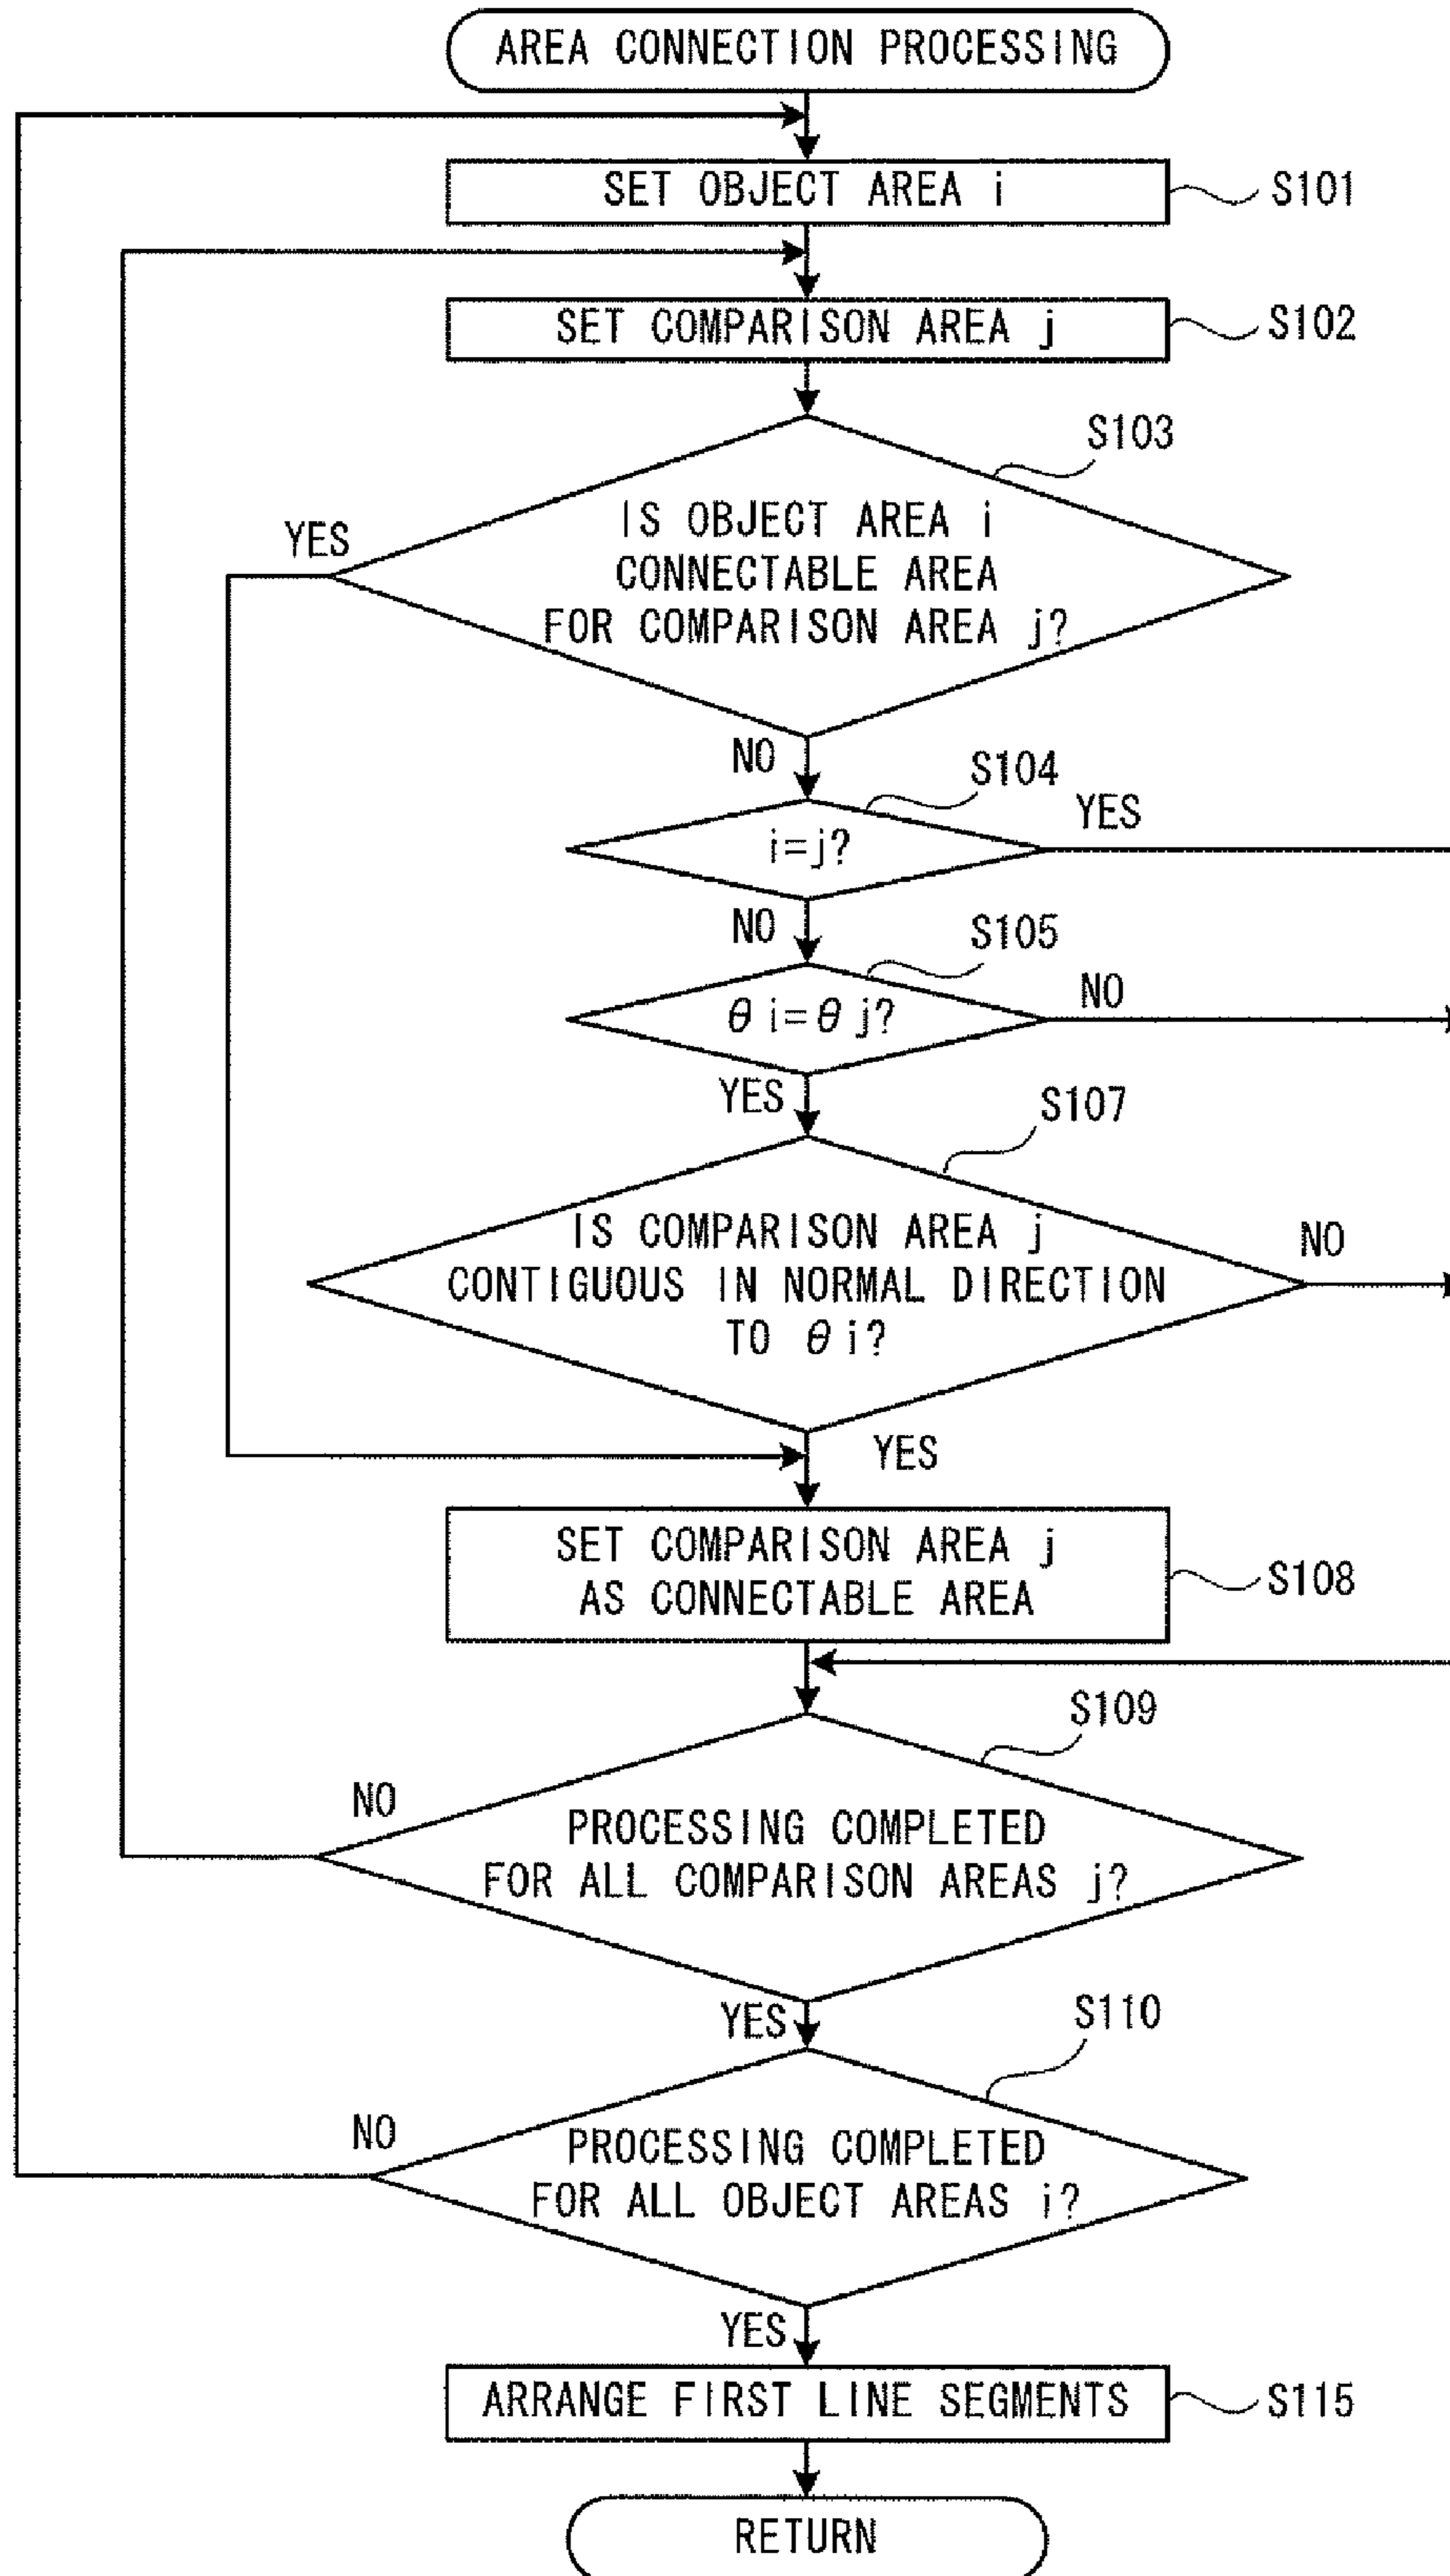 AREA CONNECTION PROCESSING
SET OBJECT AREA i
S101
SET COMPARISON AREA j
S102
S103
IS OBJECT AREA i
CONNECTABLE AREA
FOR COMPARISON AREA j?
YES
NO
S104
i=j?
YES
NO
S105
θi=θj?
NO
YES
S107
IS COMPARISON AREA j
CONTIGUOUS IN NORMAL DIRECTION
TO θi?
NO
YES
SET COMPARISON AREA j
AS CONNECTABLE AREA
S108
S109
NO
PROCESSING COMPLETED
FOR ALL COMPARISON AREAS j?
YES
S110
NO
PROCESSING COMPLETED
FOR ALL OBJECT AREAS i?
YES
ARRANGE FIRST LINE SEGMENTS
S115
RETURN